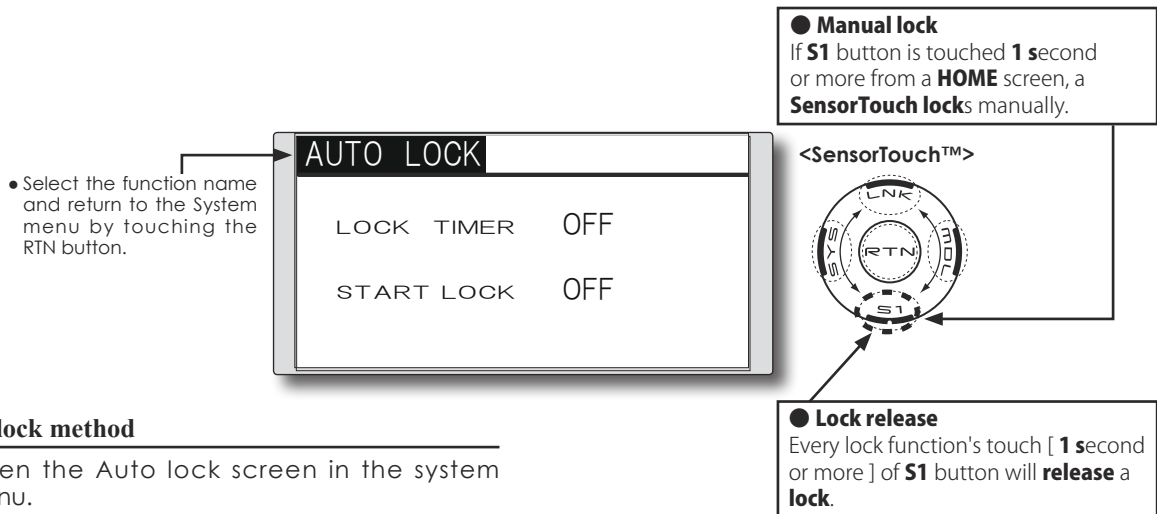 ● Manual lock
If S1 button is touched 1 second
or more from a HOME screen, a
SensorTouch locks manually.
AUTO LOCK
LOCK TIMER OFF
START LOCK OFF
● Select the function name
and return to the System
menu by touching the
RTN button.
<SensorTouch™>
LNK
SYS
RTN
MDL
S1
● Lock release
Every lock function's touch [ 1 second
or more ] of S1 button will release a
lock.
lock method
en the Auto lock screen in the system
nu.